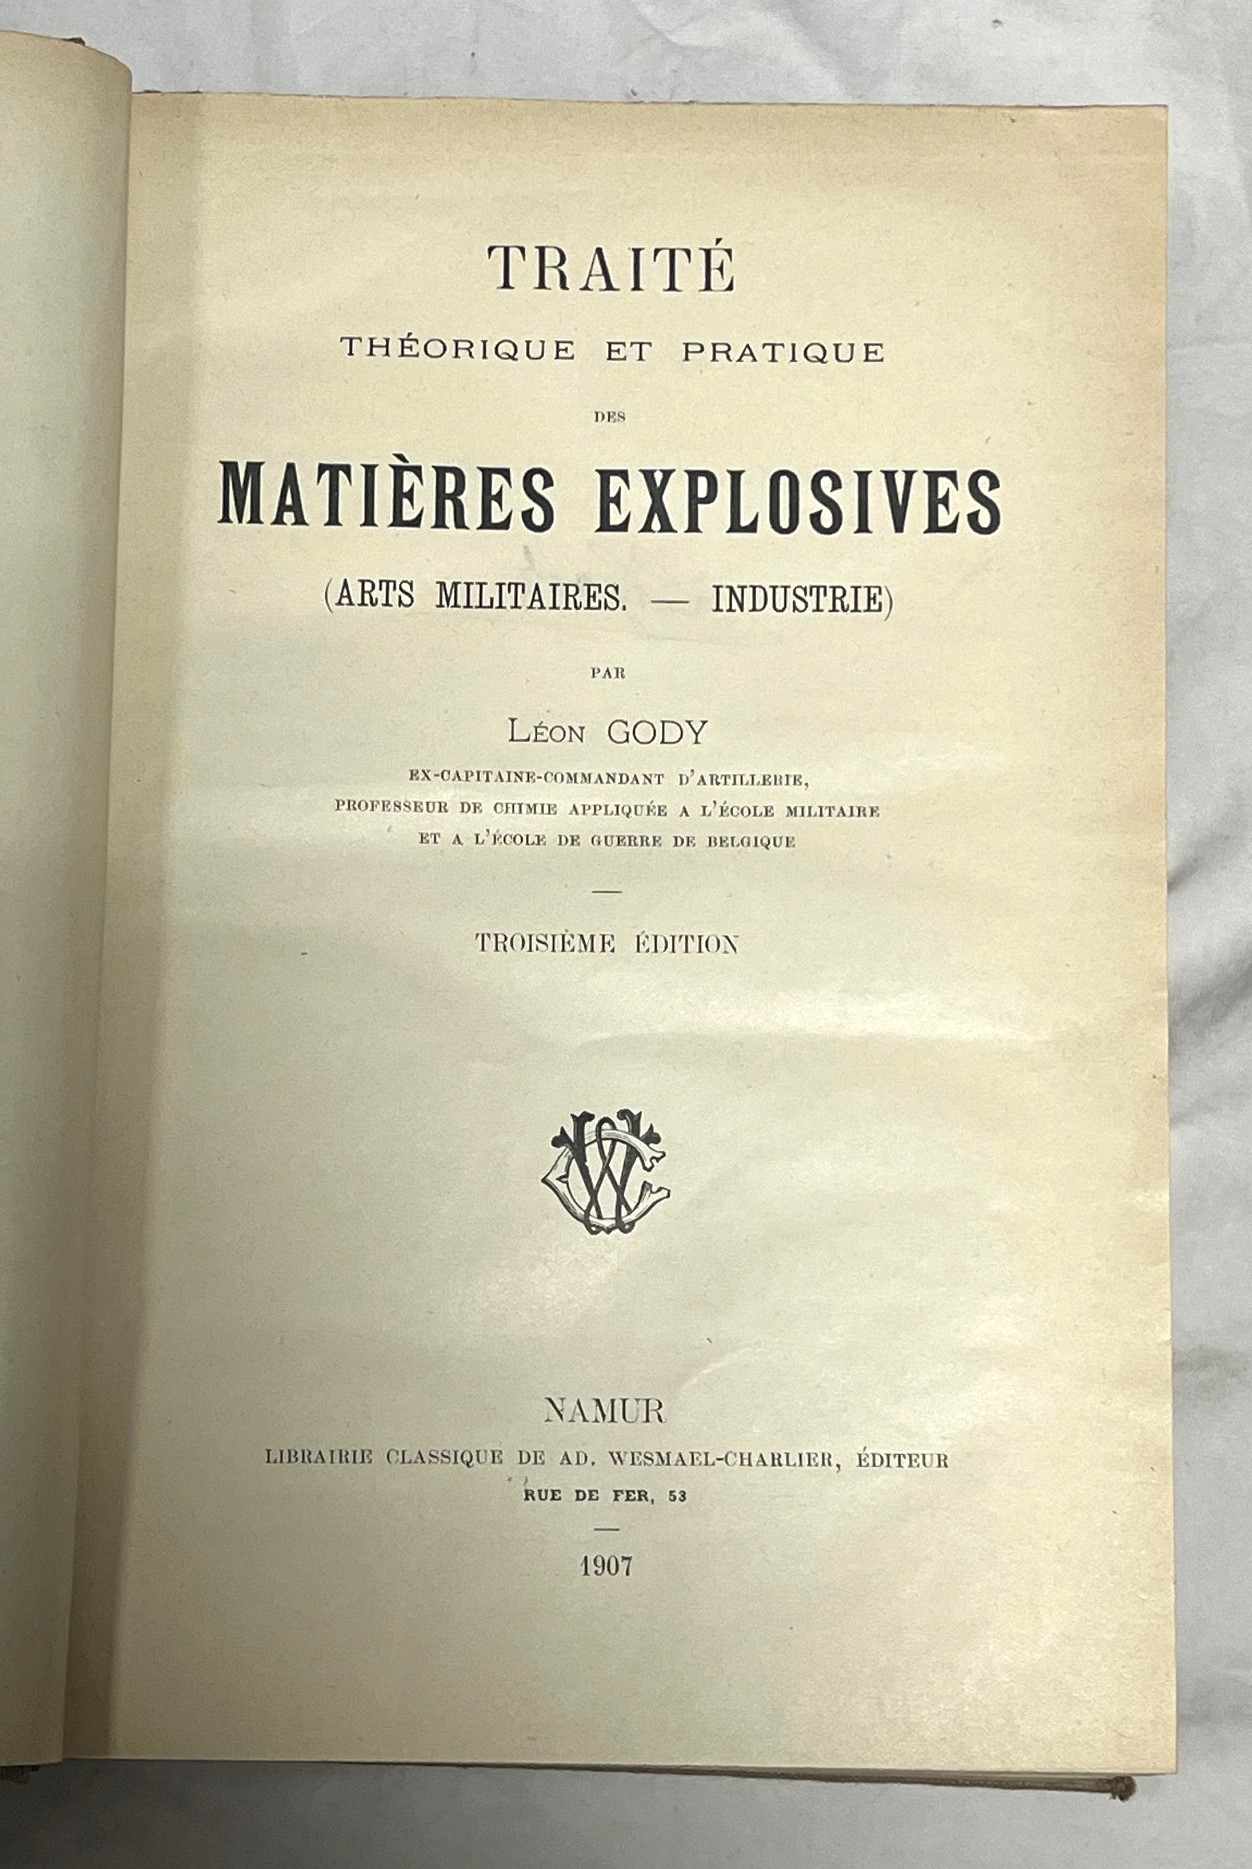 TRAITÉ
THÉORIQUE ET PRATIQUE
DES
MATIÈRES EXPLOSIVES
(ARTS MILITAIRES. — INDUSTRIE)
PAR
LÉON GODY
EX-CAPITAINE-COMMANDANT D'ARTILLERIE,
PROFESSEUR DE CHIMIE APPLIQUÉE A L'ÉCOLE MILITAIRE
ET A L'ÉCOLE DE GUERRE DE BELGIQUE
TROISIÈME ÉDITION
WC
NAMUR
LIBRAIRIE CLASSIQUE DE AD. WESMAEL-CHARLIER, ÉDITEUR
RUE DE FER, 53
1907